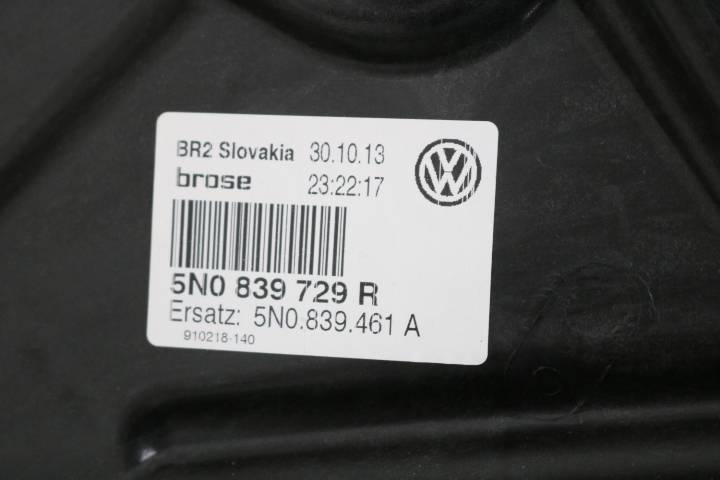 BR2 Slovakia 30.10.13
brose 23:22:17
5N0 839 729 R
Ersatz: 5N0.839.461 A
910218-140